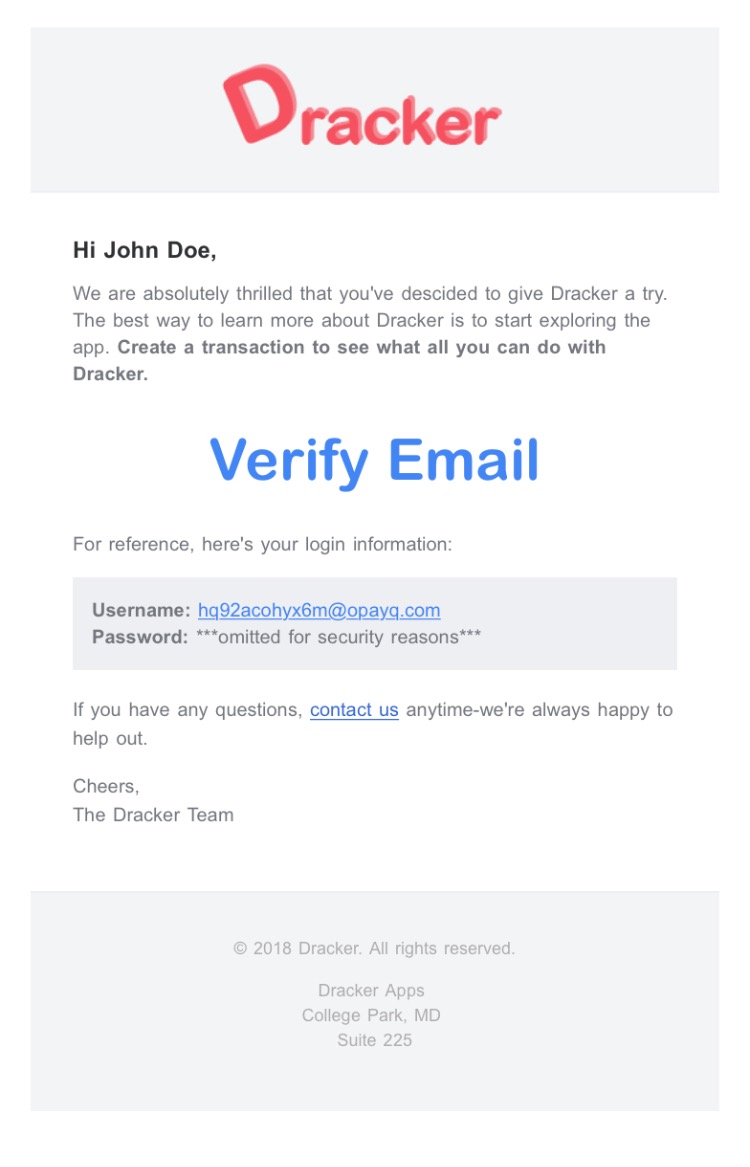 Dracker
Hi John Doe,
We are absolutely thrilled that you've descided to give Dracker a try.
The best way to learn more about Dracker is to start exploring the
app. Create a transaction to see what all you can do with
Dracker.
Verify Email
For reference, here's your login information:
Username: hq92acohyx6m@opayq.com
Password: ***omitted for security reasons***
If you have any questions, contact us anytime-we're always happy to
help out.
Cheers,
The Dracker Team
© 2018 Dracker. All rights reserved.
Dracker Apps
College Park, MD
Suite 225